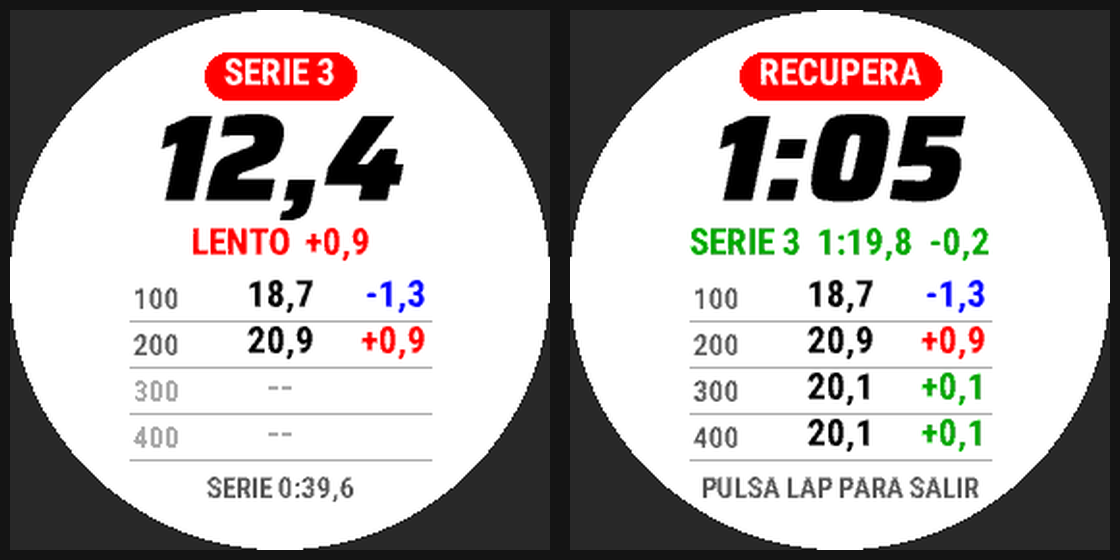 SERIE 3
12,4
LENTO +0,9
100 18,7 -1,3
200 20,9 +0,9
300 --
400 --
SERIE 0:39,6
RECUPERA
1:05
SERIE 3 1:19,8 -0,2
100 18,7 -1,3
200 20,9 +0,9
300 20,1 +0,1
400 20,1 +0,1
PULSA LAP PARA SALIR